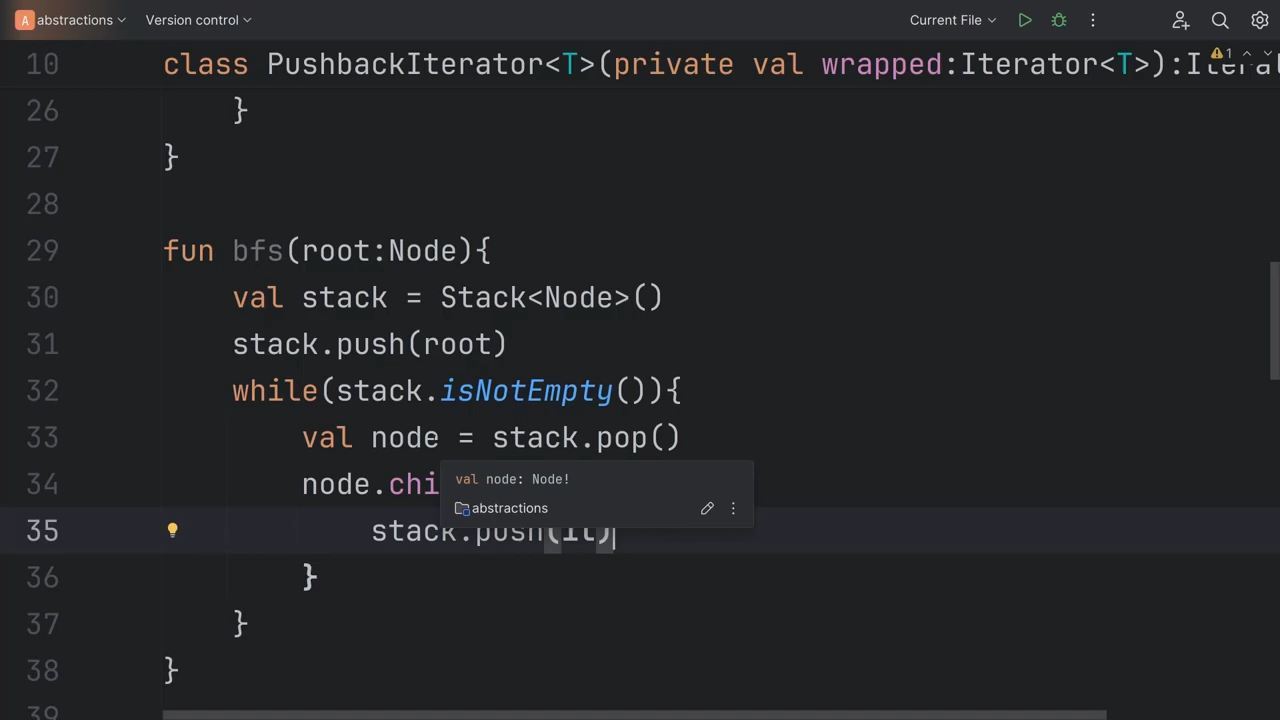 A abstractions Version control Current File
10 class PushbackIterator<T>(private val wrapped:Iterator<T>):Itera
1
26 }
27 }
28
29 fun bfs(root:Node){
30 val stack = Stack<Node>()
31 stack.push(root)
32 while(stack.isNotEmpty()){
33 val node = stack.pop()
34 node.chi
val node: Node!
abstractions
35 stack.push(it)
36 }
37 }
38 }
39